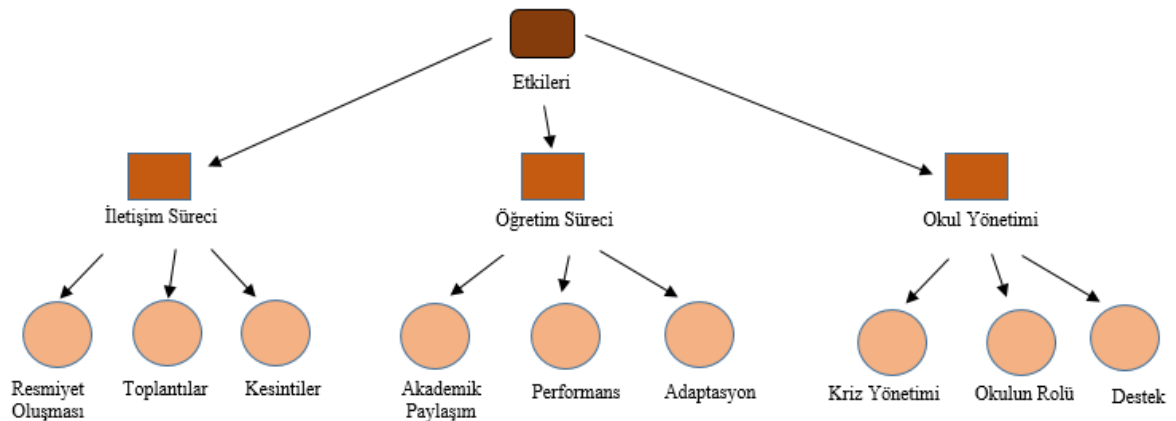 Etkileri
İletişim Süreci
Öğretim Süreci
Okul Yönetimi
Resmiyet
Oluşması
Toplantılar
Kesintiler
Akademik
Paylaşım
Performans
Adaptasyon
Kriz Yönetimi
Okulun Rolü
Destek